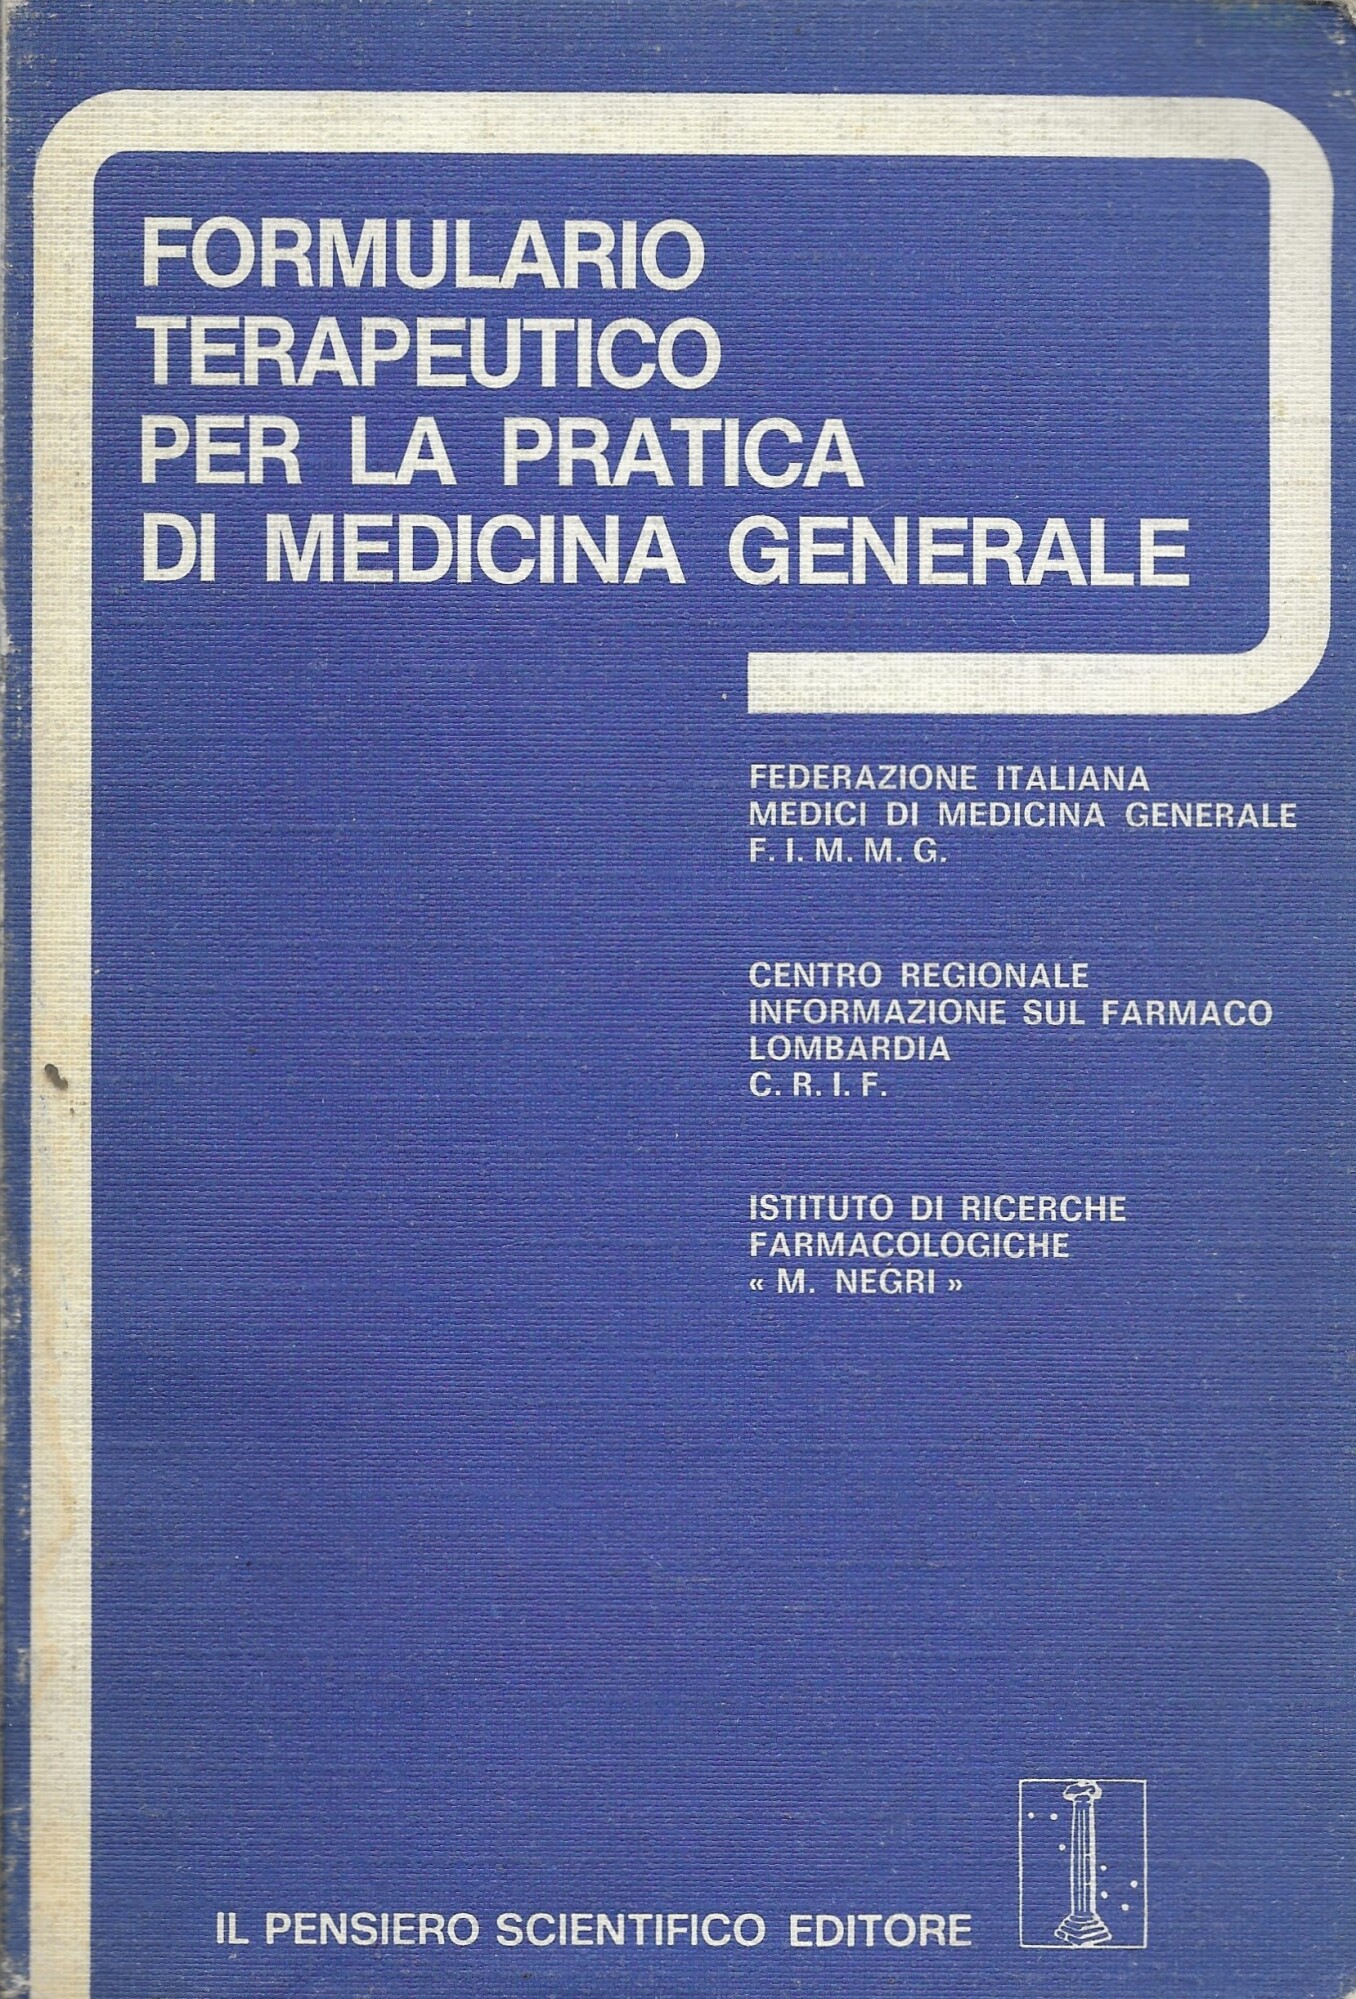 FORMULARIO
TERAPEUTICO
PER LA PRATICA
DI MEDICINA GENERALE
FEDERAZIONE ITALIANA
MEDICI DI MEDICINA GENERALE
F. I. M. M. G.
CENTRO REGIONALE
INFORMAZIONE SUL FARMACO
LOMBARDIA
C. R. I. F.
ISTITUTO DI RICERCHE
FARMACOLOGICHE
« M. NEGRI »
IL PENSIERO SCIENTIFICO EDITORE